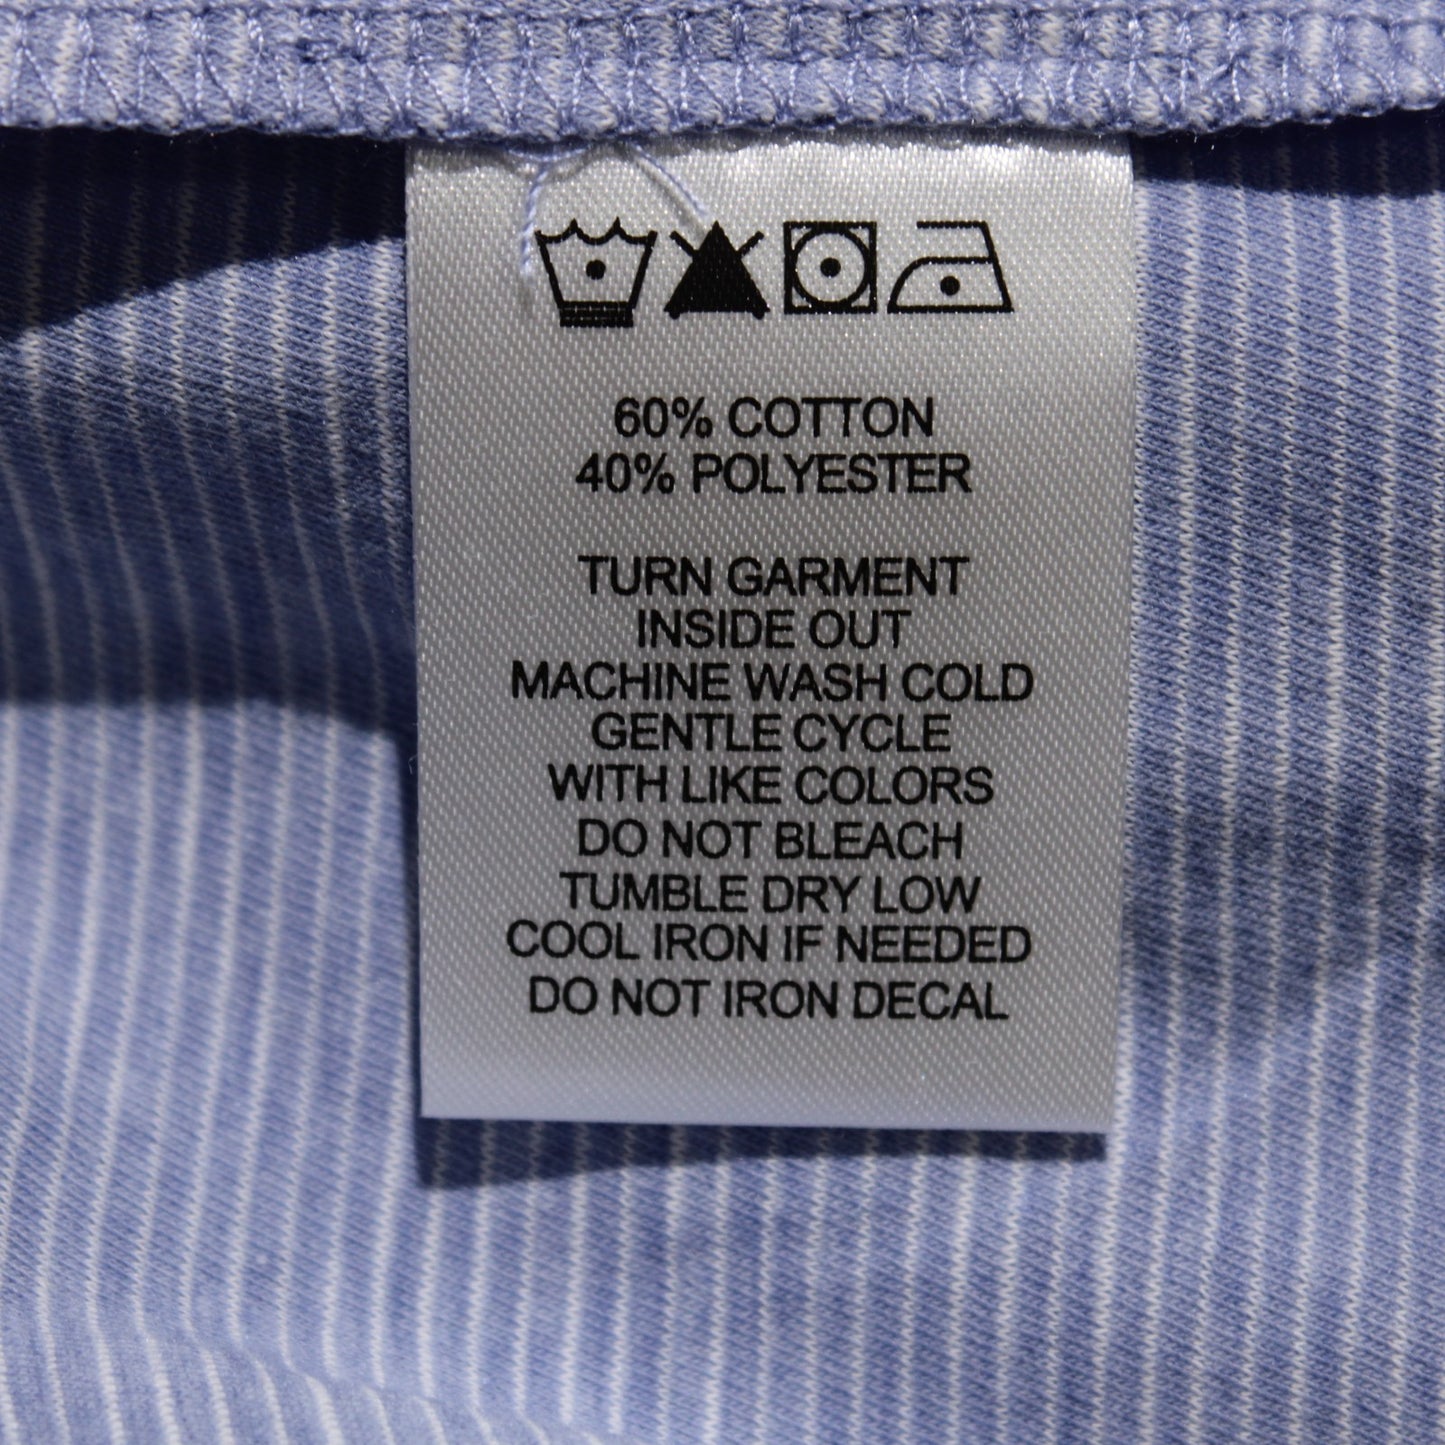 60% COTTON
40% POLYESTER
TURN GARMENT
INSIDE OUT
MACHINE WASH COLD
GENTLE CYCLE
WITH LIKE COLORS
DO NOT BLEACH
TUMBLE DRY LOW
COOL IRON IF NEEDED
DO NOT IRON DECAL